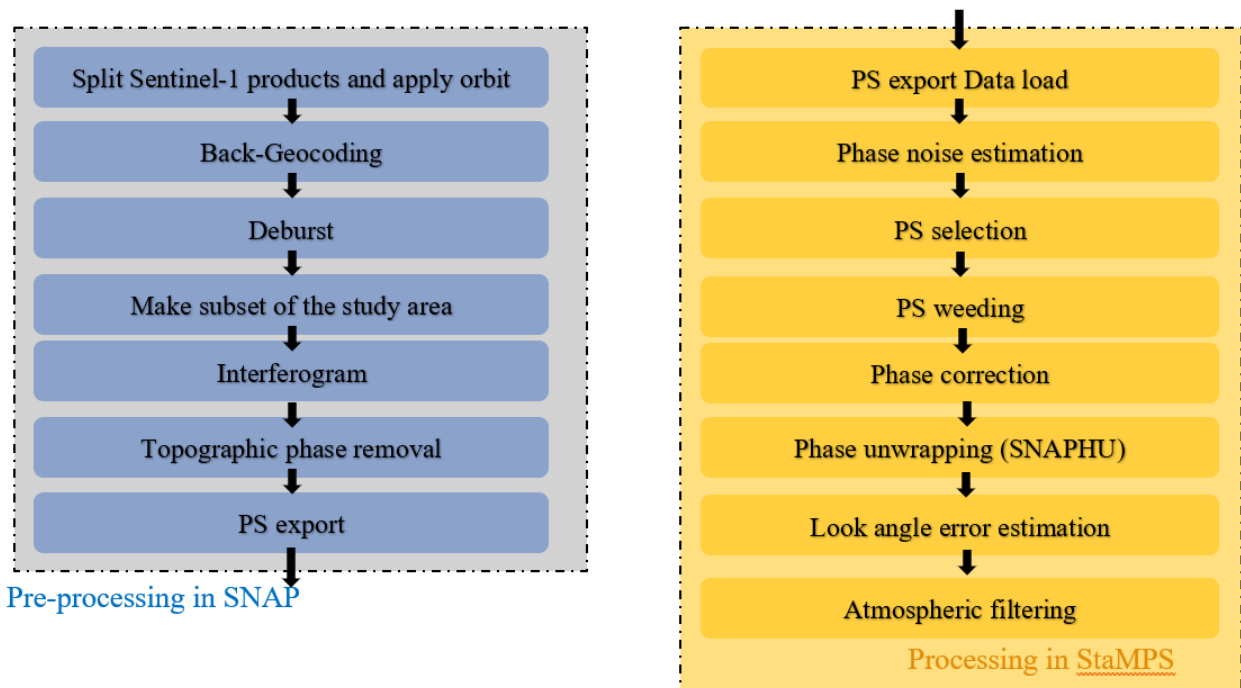 Split Sentinel-1 products and apply orbit
Back-Geocoding
Deburst
Make subset of the study area
Interferogram
Topographic phase removal
PS export
Pre-processing in SNAP
PS export Data load
Phase noise estimation
PS selection
PS weeding
Phase correction
Phase unwrapping (SNAPHU)
Look angle error estimation
Atmospheric filtering
Processing in StaMPS